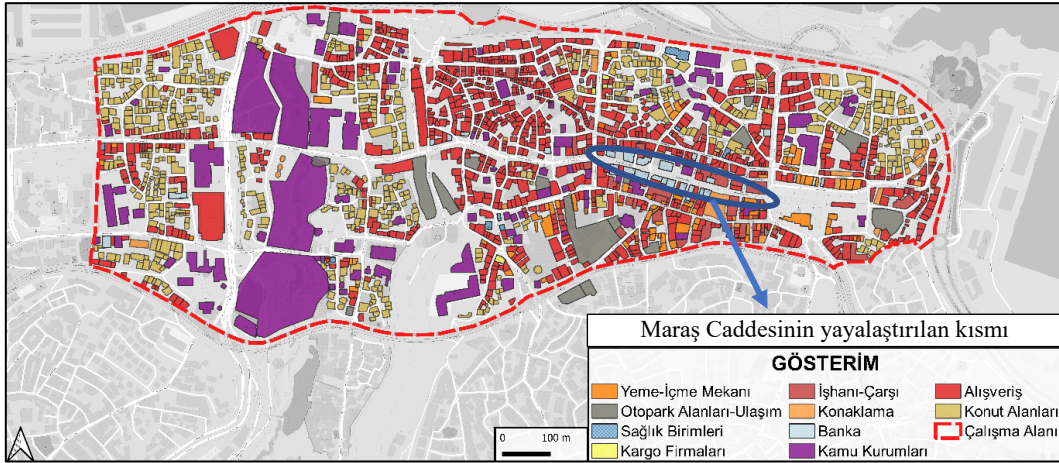 Maraş Caddesinin yayalaştırılan kısmı
GÖSTERİM
Yeme-İçme Mekanı
İşhanı-Çarşı
Alışveriş
Otopark Alanları-Ulaşım
Konaklama
Konut Alanları
Sağlık Birimleri
Banka
Çalışma Alanı
Kargo Firmaları
Kamu Kurumları
0 100 m